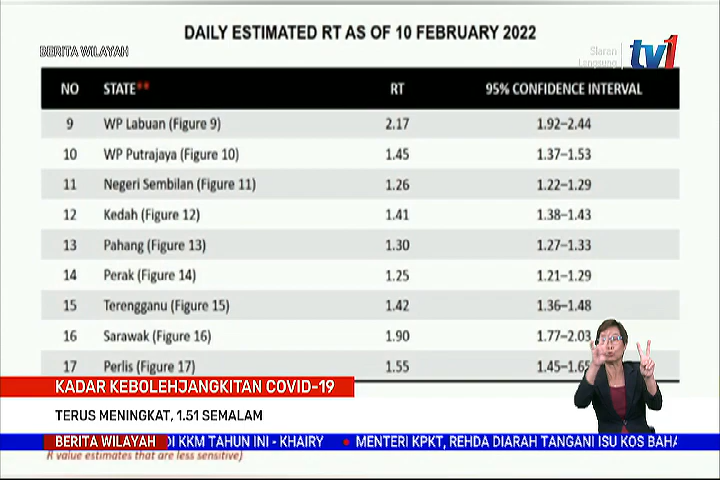 DAILY ESTIMATED RT AS OF 10 FEBRUARY 2022
BERITA WILAYAH
Siaran
Langsung
tv1
NO STATE** RT 95% CONFIDENCE INTERVAL
9 WP Labuan (Figure 9) 2.17 1.92–2.44
10 WP Putrajaya (Figure 10) 1.45 1.37–1.53
11 Negeri Sembilan (Figure 11) 1.26 1.22–1.29
12 Kedah (Figure 12) 1.41 1.38–1.43
13 Pahang (Figure 13) 1.30 1.27–1.33
14 Perak (Figure 14) 1.25 1.21–1.29
15 Terengganu (Figure 15) 1.42 1.36–1.48
16 Sarawak (Figure 16) 1.90 1.77–2.03
17 Perlis (Figure 17) 1.55 1.45–1.65
KADAR KEBOLEHJANGKITAN COVID-19
TERUS MENINGKAT, 1.51 SEMALAM
BERITA WILAYAH DI KKM TAHUN INI - KHAIRY • MENTERI KPKT, REHDA DIARAH TANGANI ISU KOS BAHA
R value estimates that are less sensitive)